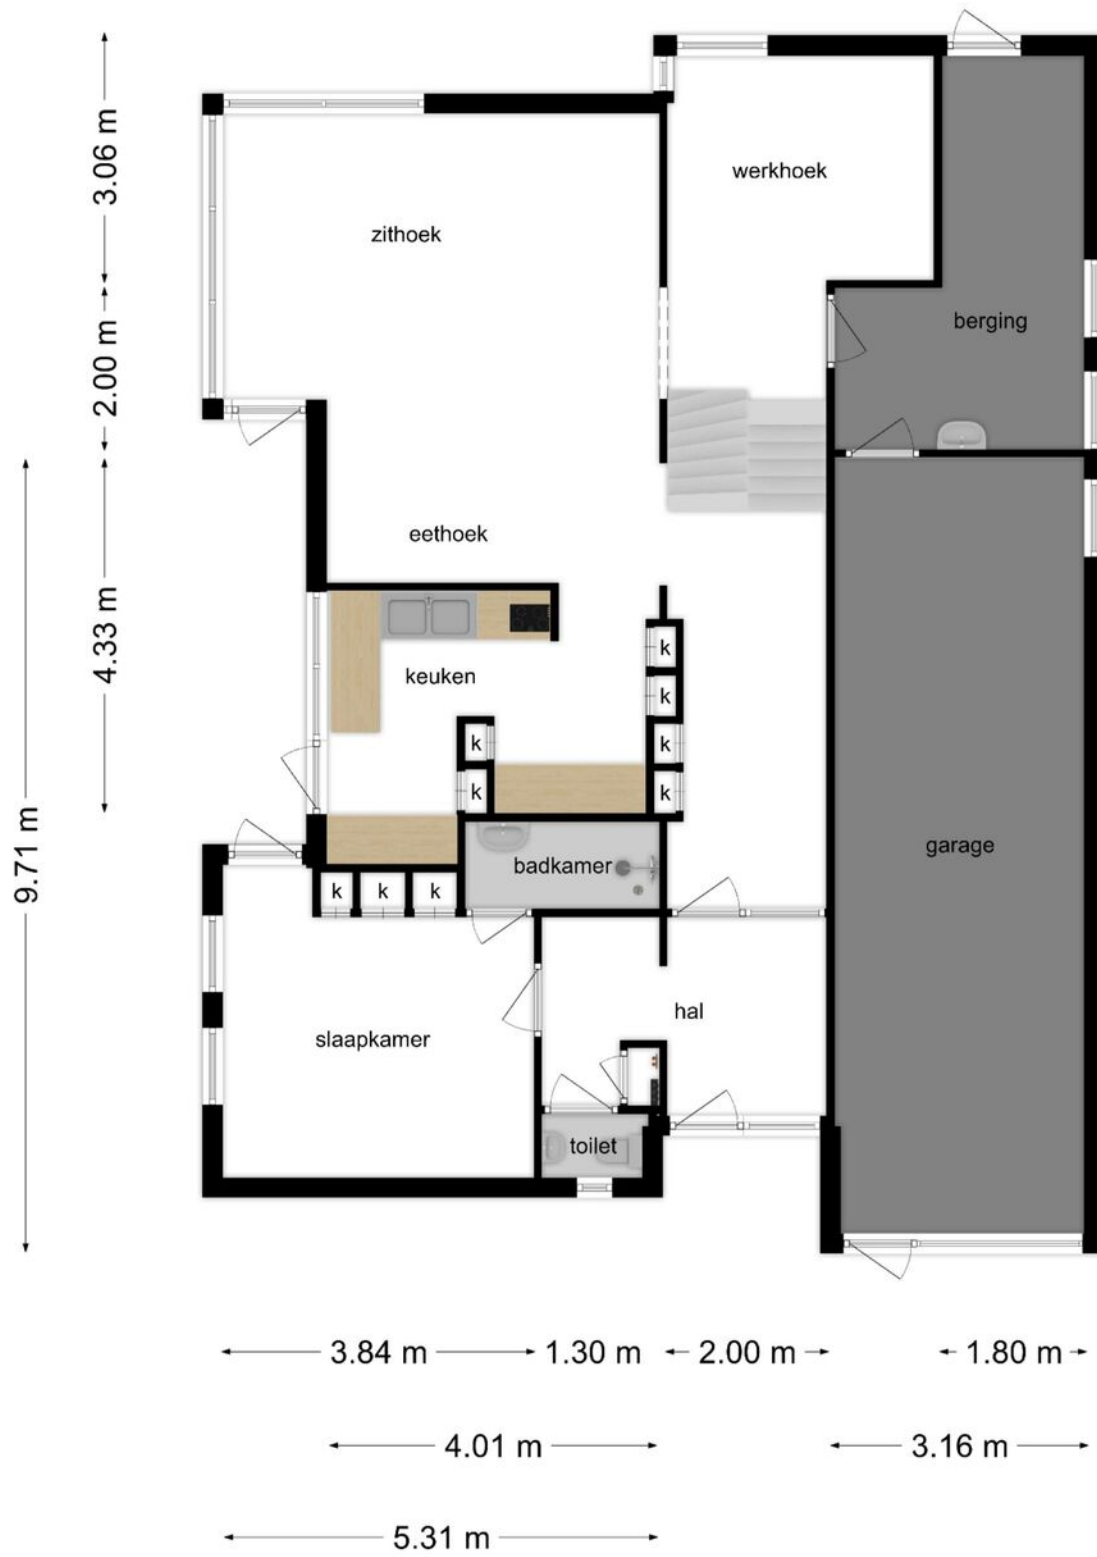 3.06 m
werkhoek
zithoek
2.00 m
berging
eethoek
4.33 m
k
keuken
k
k
k
k
k
9.71 m
garage
badkamer
k
k
k
hal
slaapkamer
toilet
3.84 m
1.30 m
2.00 m
1.80 m
4.01 m
3.16 m
5.31 m